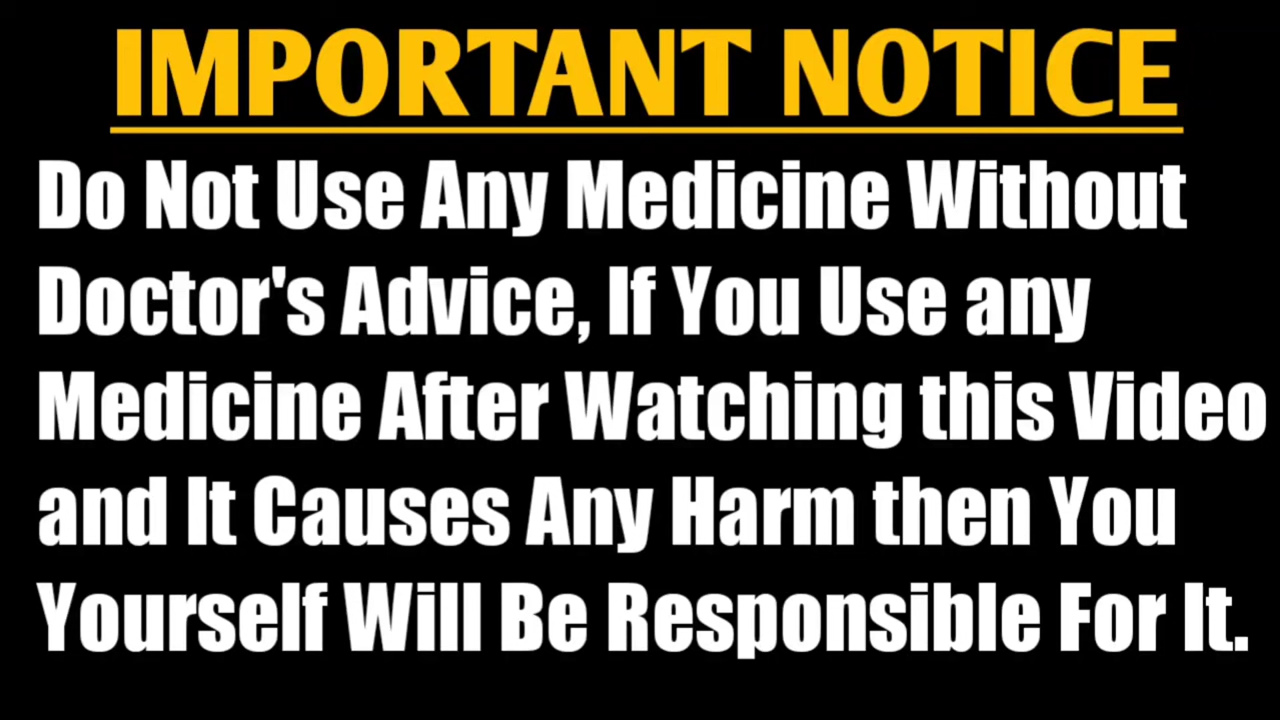 IMPORTANT NOTICE
Do Not Use Any Medicine Without
Doctor's Advice, If You Use any
Medicine After Watching this Video
and It Causes Any Harm then You
Yourself Will Be Responsible For It.